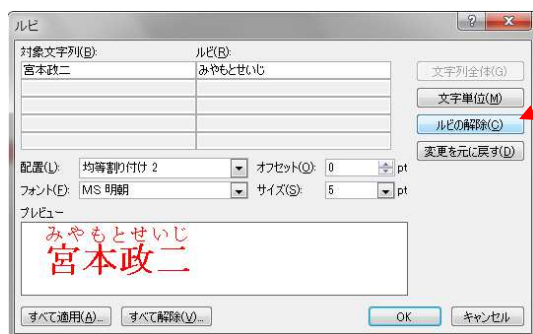 ルビ
対象文字列(B): ルビ(R):
宮本政二 みやもとせいじ
文字列全体(G)
文字単位(M)
ルビの解除(C)
変更を元に戻す(D)
配置(L): 均等割り付け 2 オフセット(O): 0 pt
フォント(F): MS 明朝 サイズ(S): 5 pt
プレビュー
みやもとせいじ
宮本政二
すべて適用(A)... すべて解除(V)... OK キャンセル